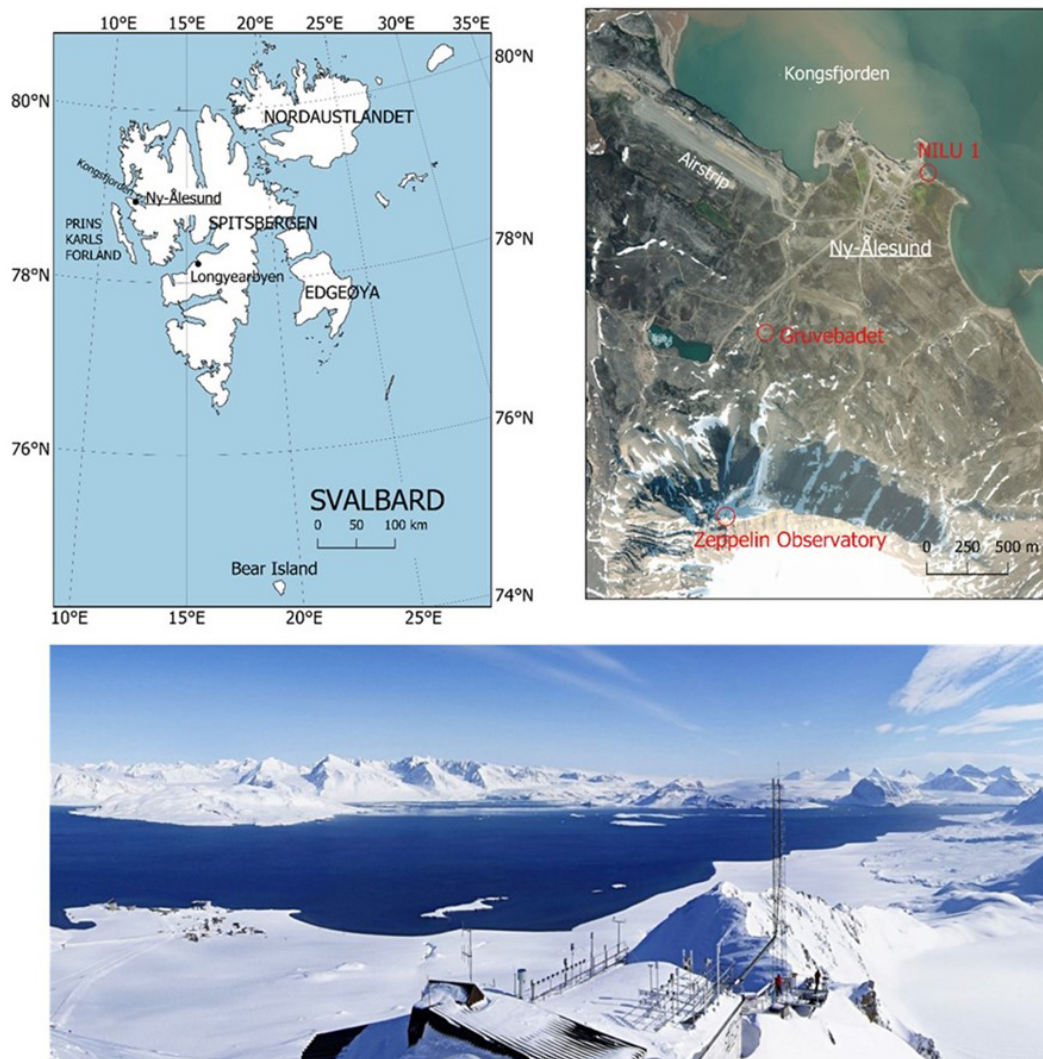 10°E
15°E
20°E
25°E
30°E
35°E
80°N
80°N
NORDAUSTLANDET
Kongsfjorden
Ny-Ålesund
PRINS
KARLS
FORLAND
SPITSBERGEN
78°N
78°N
Longyearbyen
EDGEØYA
76°N
76°N
SVALBARD
0 50 100 km
Bear Island
74°N
10°E
15°E
20°E
25°E
Kongsfjorden
Airstrip
NILU 1
Ny-Ålesund
Gruvebadet
Zeppelin Observatory
0 250 500 m